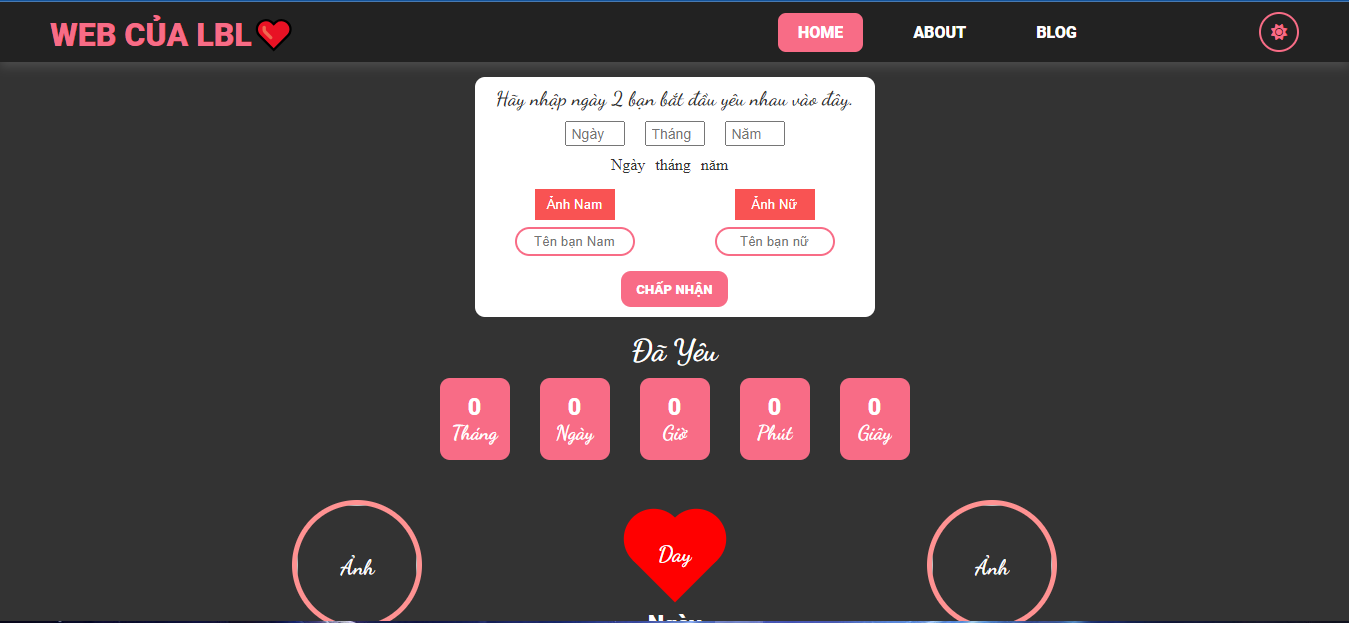 WEB CỦA LBL
HOME ABOUT BLOG
Hãy nhập ngày 2 bạn bắt đầu yêu nhau vào đây.
Ngày Tháng Năm
Ngày tháng năm
Ảnh Nam Ảnh Nữ
Tên bạn Nam Tên bạn nữ
CHẤP NHẬN
Đã Yêu
0 0 0 0 0
Tháng Ngày Giờ Phút Giây
Ảnh Day Ảnh
Ngày